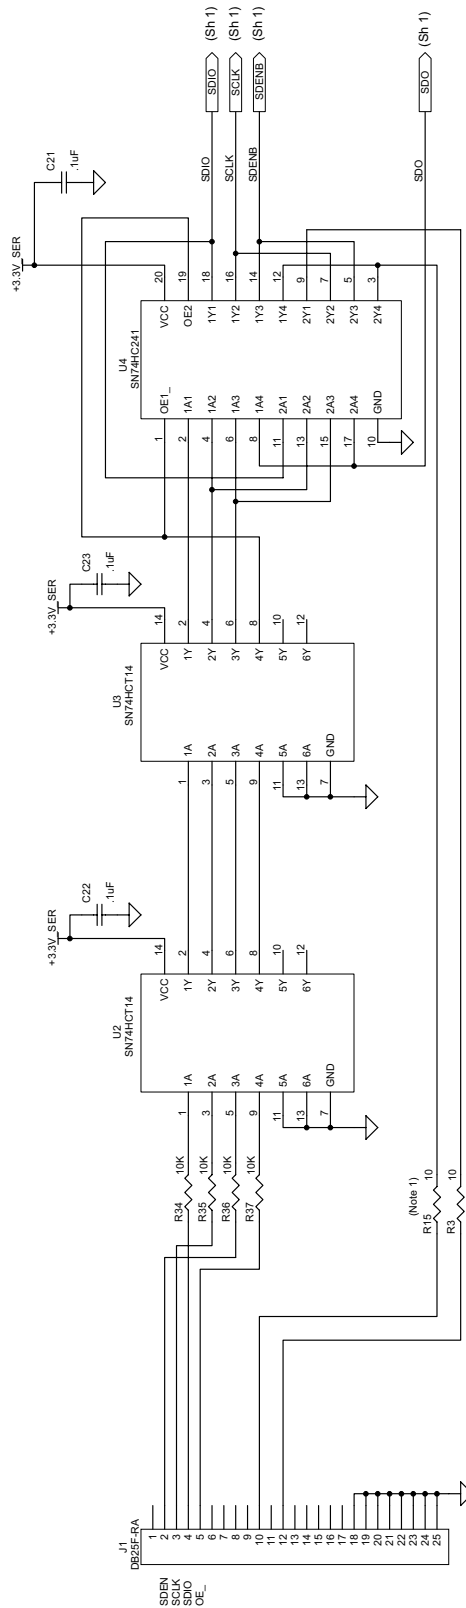 J1
DB25F-RA
SDEN
SCLK
SDIO
OE_
1
2
3
4
5
6
7
8
9
10
11
12
13
14
15
16
17
18
19
20
21
22
23
24
25
R34 10K
R35 10K
R36 10K
R37 10K
(Note 1)
R15 10
R3 10
+3.3V_SER
C22
.1uF
U2
SN74HCT14
14 VCC
1 1A 1Y 2
3 2A 2Y 4
5 3A 3Y 6
9 4A 4Y 8
11 5A 5Y 10
13 6A 6Y 12
7 GND
+3.3V_SER
C23
.1uF
U3
SN74HCT14
14 VCC
1 1A 1Y 2
3 2A 2Y 4
5 3A 3Y 6
9 4A 4Y 8
11 5A 5Y 10
13 6A 6Y 12
7 GND
+3.3V_SER
C21
.1uF
U4
SN74HC241
VCC 20
1 OE1_ OE2 19
2 1A1 1Y1 18
4 1A2 1Y2 16
6 1A3 1Y3 14
8 1A4 1Y4 12
11 2A1 2Y1 9
13 2A2 2Y2 7
15 2A3 2Y3 5
17 2A4 2Y4 3
10 GND
SDIO SDIO (Sh 1)
SCLK SCLK (Sh 1)
SDENB SDENB (Sh 1)
SDO SDO (Sh 1)